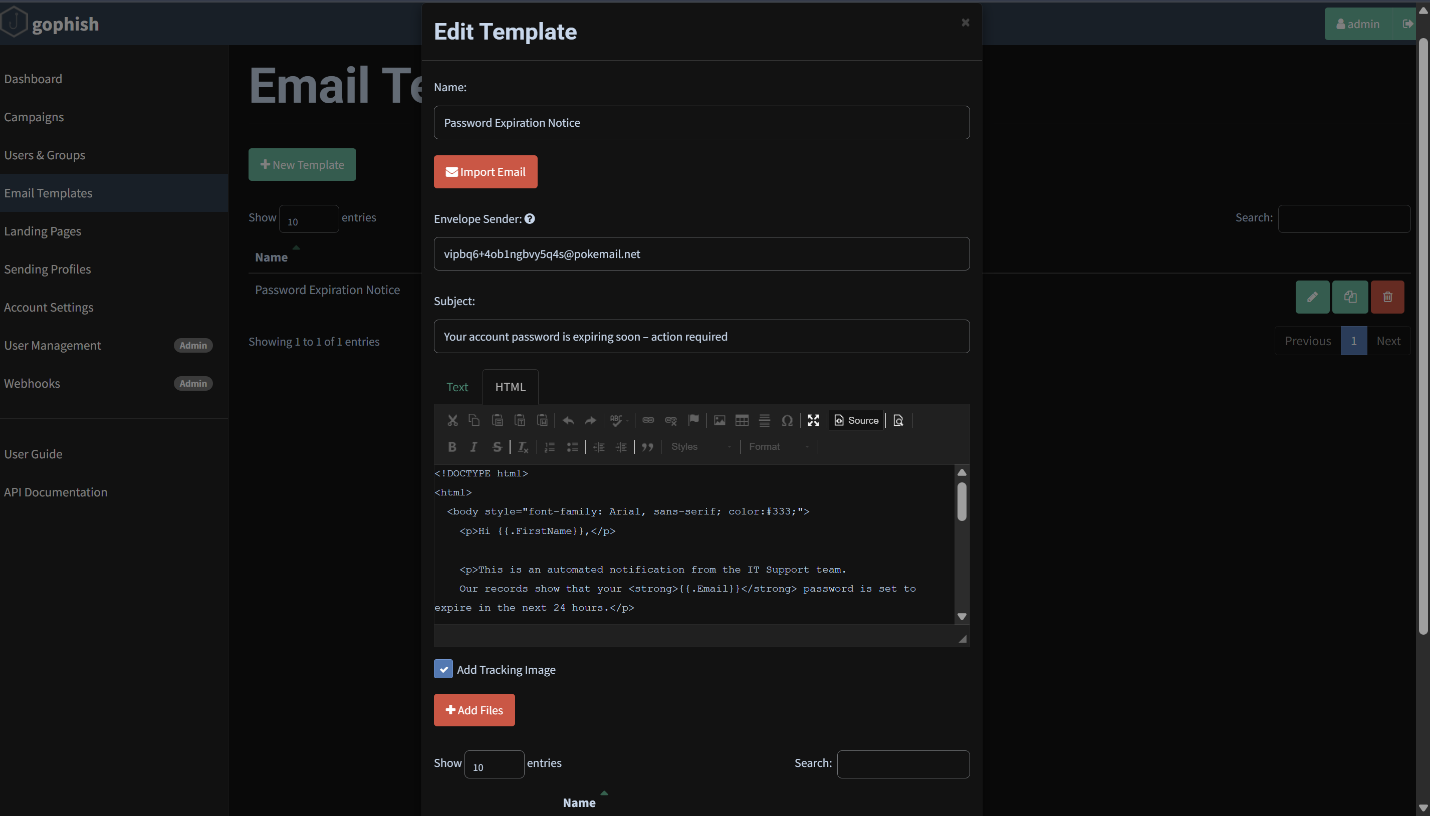 gophish
admin
Edit Template
×
Dashboard
Campaigns
Users & Groups
Email Templates
Landing Pages
Sending Profiles
Account Settings
User Management Admin
Webhooks Admin
User Guide
API Documentation
Email Te
New Template
Show 10 entries
Search:
Name
Password Expiration Notice
Showing 1 to 1 of 1 entries
Previous 1 Next
Name:
Password Expiration Notice
Import Email
Envelope Sender:
vipbq6+4ob1ngbvy5q4s@pokemail.net
Subject:
Your account password is expiring soon – action required
Text HTML
ABC Ω Source
B I S Ix Styles Format
<!DOCTYPE html>
<html>
<body style="font-family: Arial, sans-serif; color:#333;">
<p>Hi {{.FirstName}},</p>
<p>This is an automated notification from the IT Support team.
Our records show that your <strong>{{.Email}}</strong> password is set to
expire in the next 24 hours.</p>
Add Tracking Image
Add Files
Show 10 entries
Search:
Name